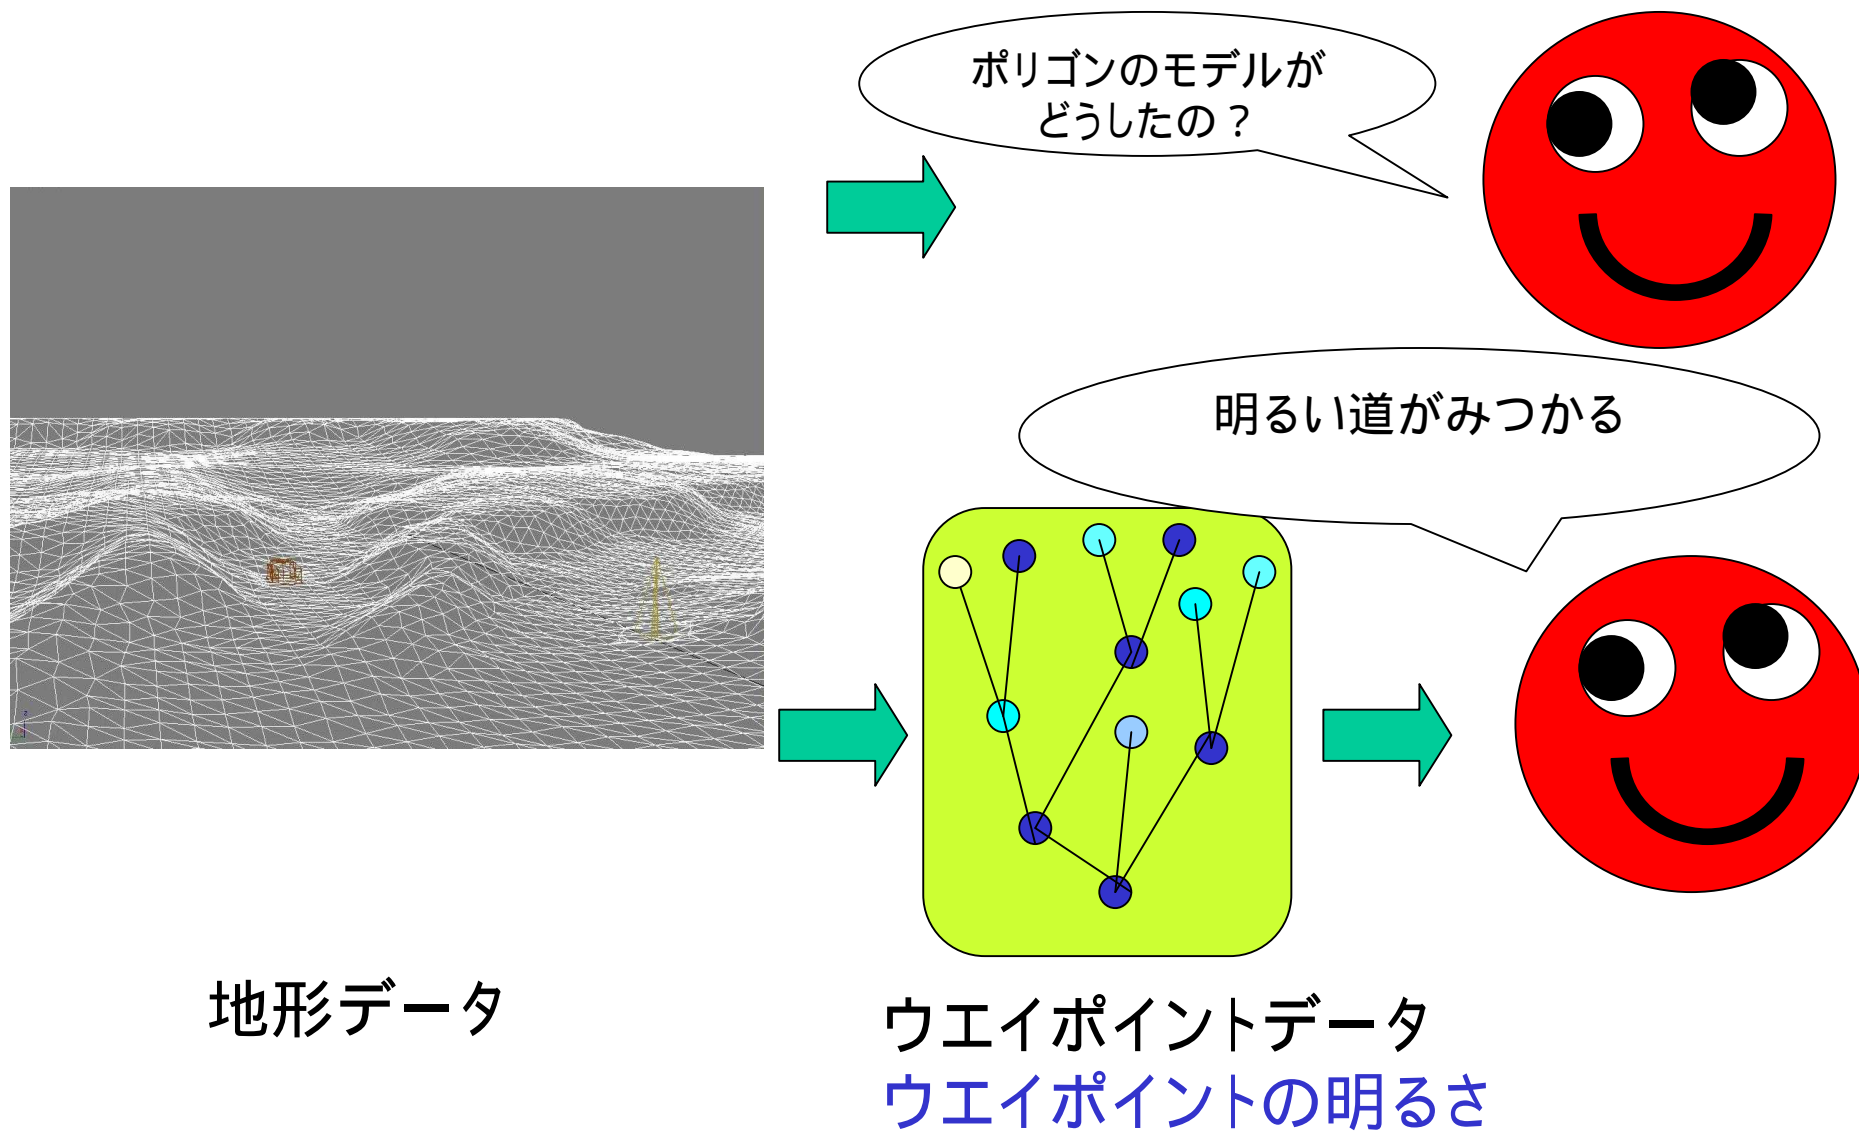 ポリゴンのモデルが
どうしたの？
明るい道がみつかる
地形データ
ウエイポイントデータ
ウエイポイントの明るさ